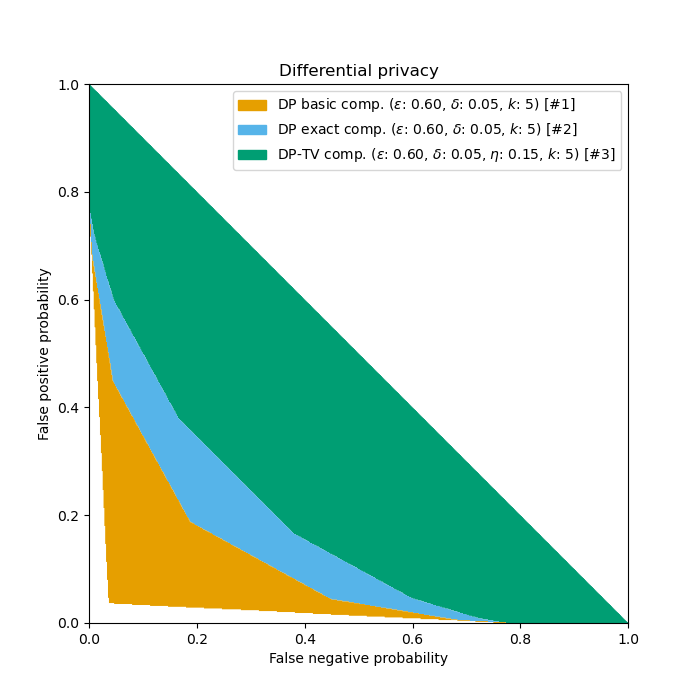 Differential privacy
DP basic comp. (ε: 0.60, δ: 0.05, k: 5) [#1]
DP exact comp. (ε: 0.60, δ: 0.05, k: 5) [#2]
DP-TV comp. (ε: 0.60, δ: 0.05, η: 0.15, k: 5) [#3]
False positive probability
1.0
0.8
0.6
0.4
0.2
0.0
0.0 0.2 0.4 0.6 0.8 1.0
False negative probability